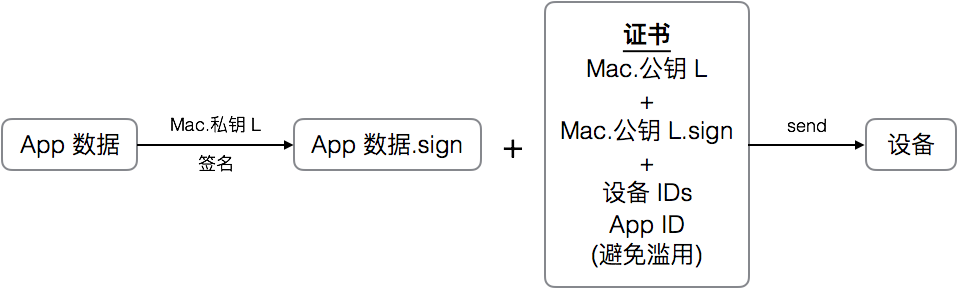 App 数据
Mac.私钥 L
签名
App 数据.sign
+
证书
Mac.公钥 L
+
Mac.公钥 L.sign
+
设备 IDs
App ID
(避免滥用)
send
设备